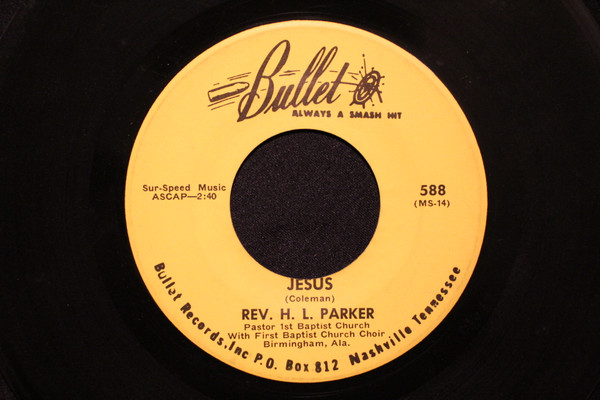 Bullet
ALWAYS A SMASH HIT
Sur-Speed Music
ASCAP—2:40
588
(MS-14)
JESUS
(Coleman)
REV. H. L. PARKER
Pastor 1st Baptist Church
With First Baptist Church Choir
Birmingham, Ala.
Bullet Records, Inc P.O. Box 812 Nashville Tennessee